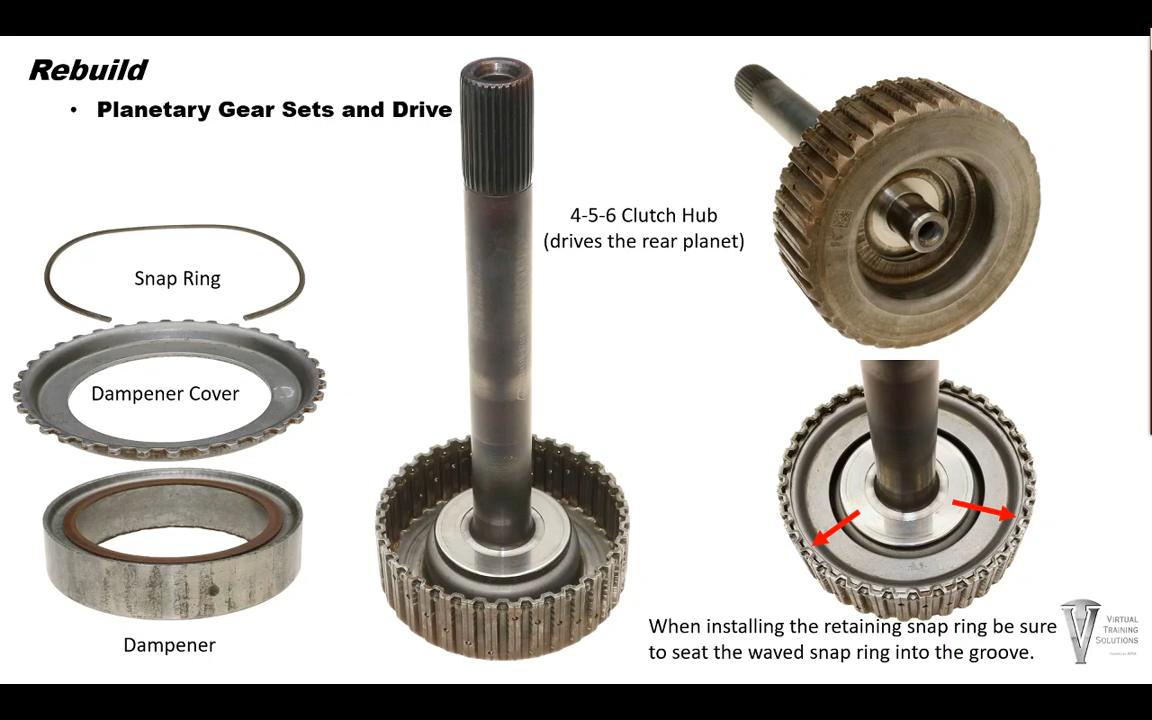 Rebuild
• Planetary Gear Sets and Drive
4-5-6 Clutch Hub
(drives the rear planet)
Snap Ring
Dampener Cover
Dampener
When installing the retaining snap ring be sure
to seat the waved snap ring into the groove.
VIRTUAL
TRAINING
SOLUTIONS